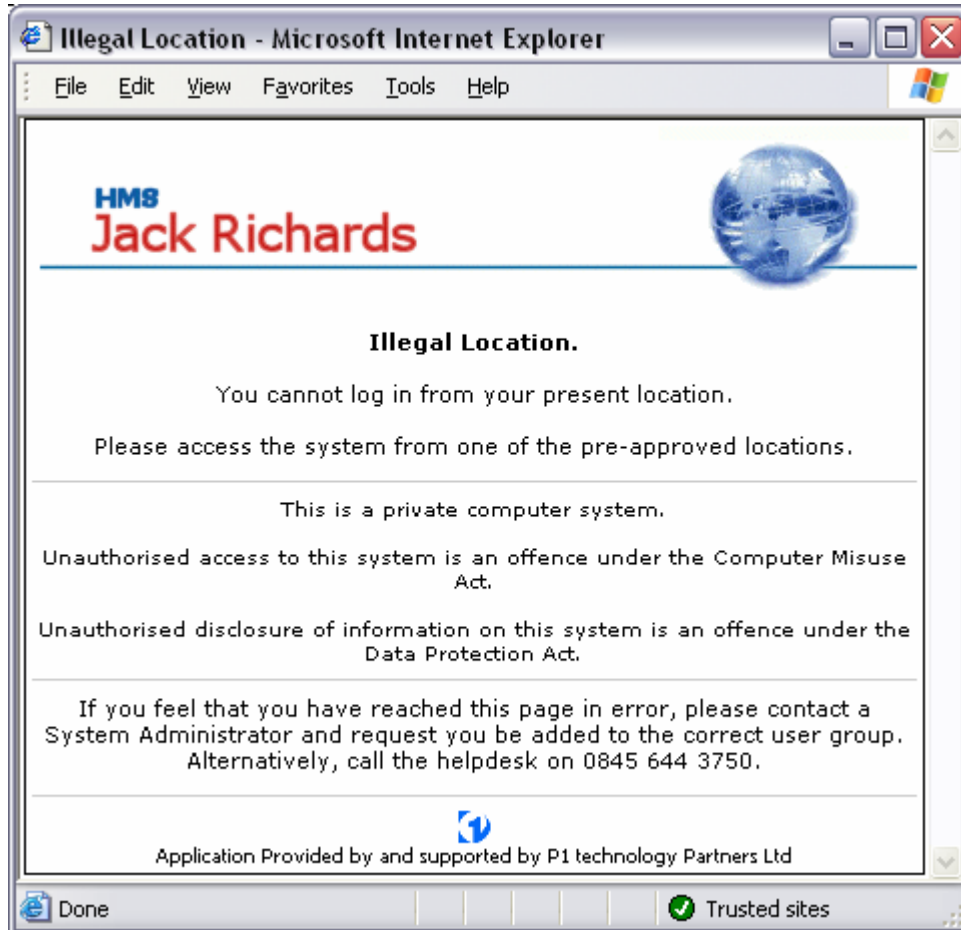 Illegal Location - Microsoft Internet Explorer
File Edit View Favorites Tools Help
HMS
Jack Richards
Illegal Location.
You cannot log in from your present location.
Please access the system from one of the pre-approved locations.
This is a private computer system.
Unauthorised access to this system is an offence under the Computer Misuse
Act.
Unauthorised disclosure of information on this system is an offence under the
Data Protection Act.
If you feel that you have reached this page in error, please contact a
System Administrator and request you be added to the correct user group.
Alternatively, call the helpdesk on 0845 644 3750.
Application Provided by and supported by P1 technology Partners Ltd
Done Trusted sites